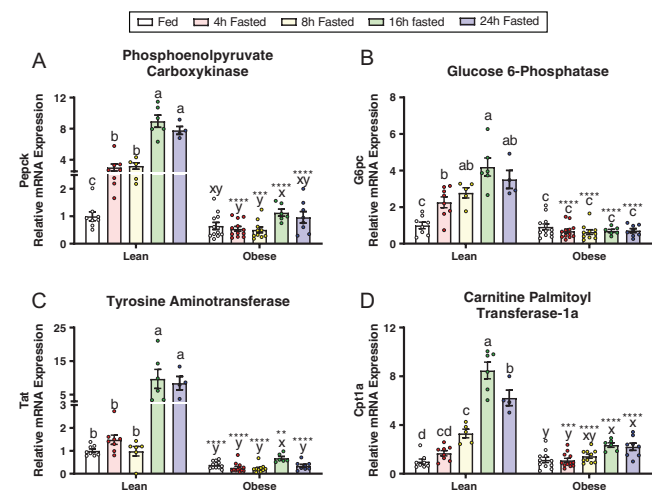 Fed 4h Fasted 8h Fasted 16h fasted 24h Fasted
A
Phosphoenolpyruvate
Carboxykinase
Pepck
Relative mRNA Expression
12
8
4
2
1
0
c b b a a
xy **** y *** y **** x **** xy
Lean Obese
B
Glucose 6-Phosphatase
G6pc
Relative mRNA Expression
8
6
4
2
0
c b ab a ab
c **** c **** c **** c **** c
Lean Obese
C
Tyrosine Aminotransferase
Tat
Relative mRNA Expression
25
15
5
3
2
1
0
b b b a a
**** y **** y **** y ** x **** y
Lean Obese
D
Carnitine Palmitoyl
Transferase-1a
Cpt1a
Relative mRNA Expression
12
8
4
0
d cd c a b
y *** y **** xy **** x **** x
Lean Obese